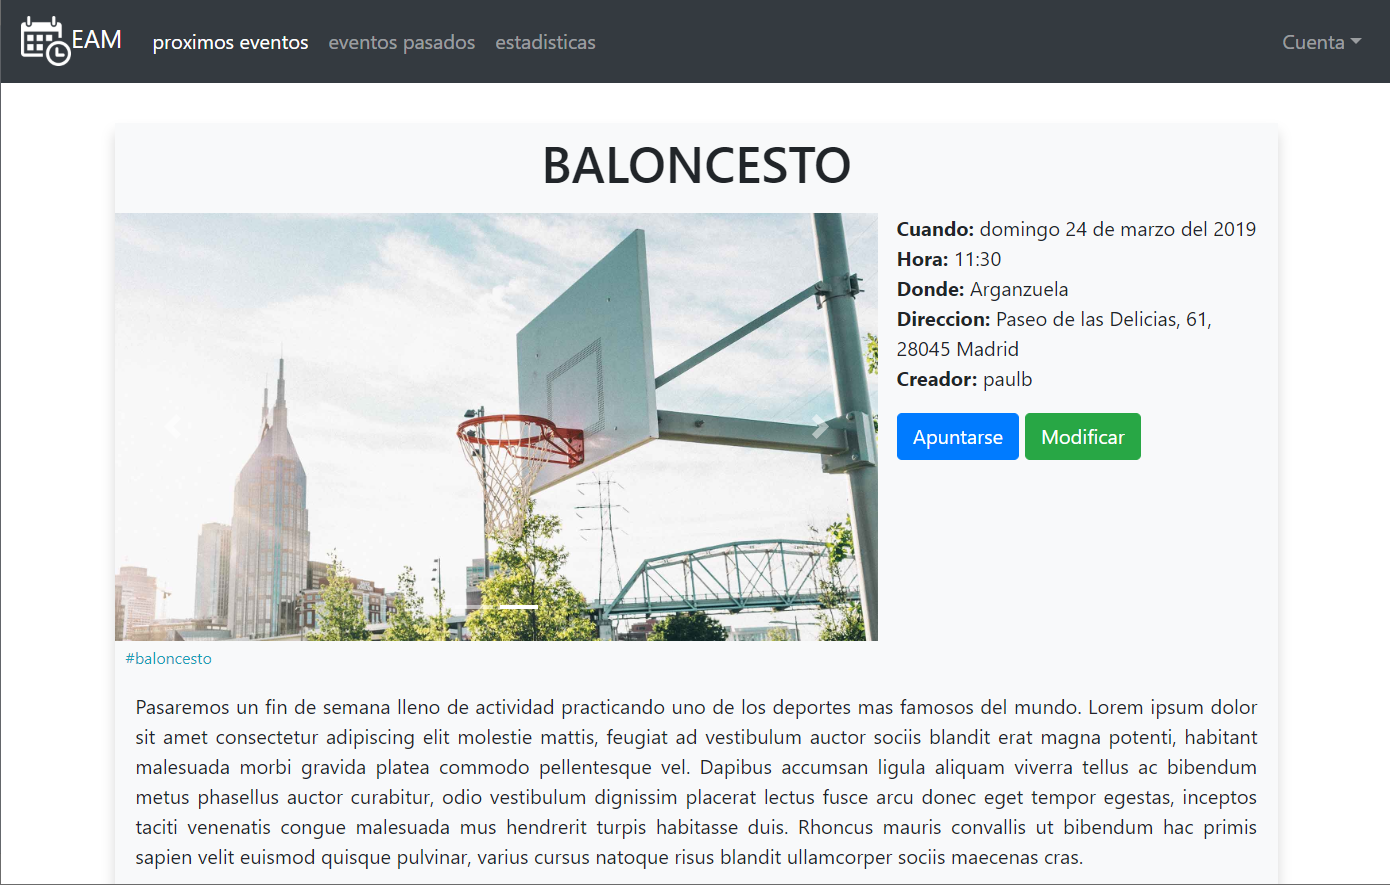 EAM proximos eventos eventos pasados estadisticas Cuenta
BALONCESTO
Cuando: domingo 24 de marzo del 2019
Hora: 11:30
Donde: Arganzuela
Direccion: Paseo de las Delicias, 61,
28045 Madrid
Creador: paulb
Apuntarse Modificar
#baloncesto
Pasaremos un fin de semana lleno de actividad practicando uno de los deportes mas famosos del mundo. Lorem ipsum dolor
sit amet consectetur adipiscing elit molestie mattis, feugiat ad vestibulum auctor sociis blandit erat magna potenti, habitant
malesuada morbi gravida platea commodo pellentesque vel. Dapibus accumsan ligula aliquam viverra tellus ac bibendum
metus phasellus auctor curabitur, odio vestibulum dignissim placerat lectus fusce arcu donec eget tempor egestas, inceptos
taciti venenatis congue malesuada mus hendrerit turpis habitasse duis. Rhoncus mauris convallis ut bibendum hac primis
sapien velit euismod quisque pulvinar, varius cursus natoque risus blandit ullamcorper sociis maecenas cras.